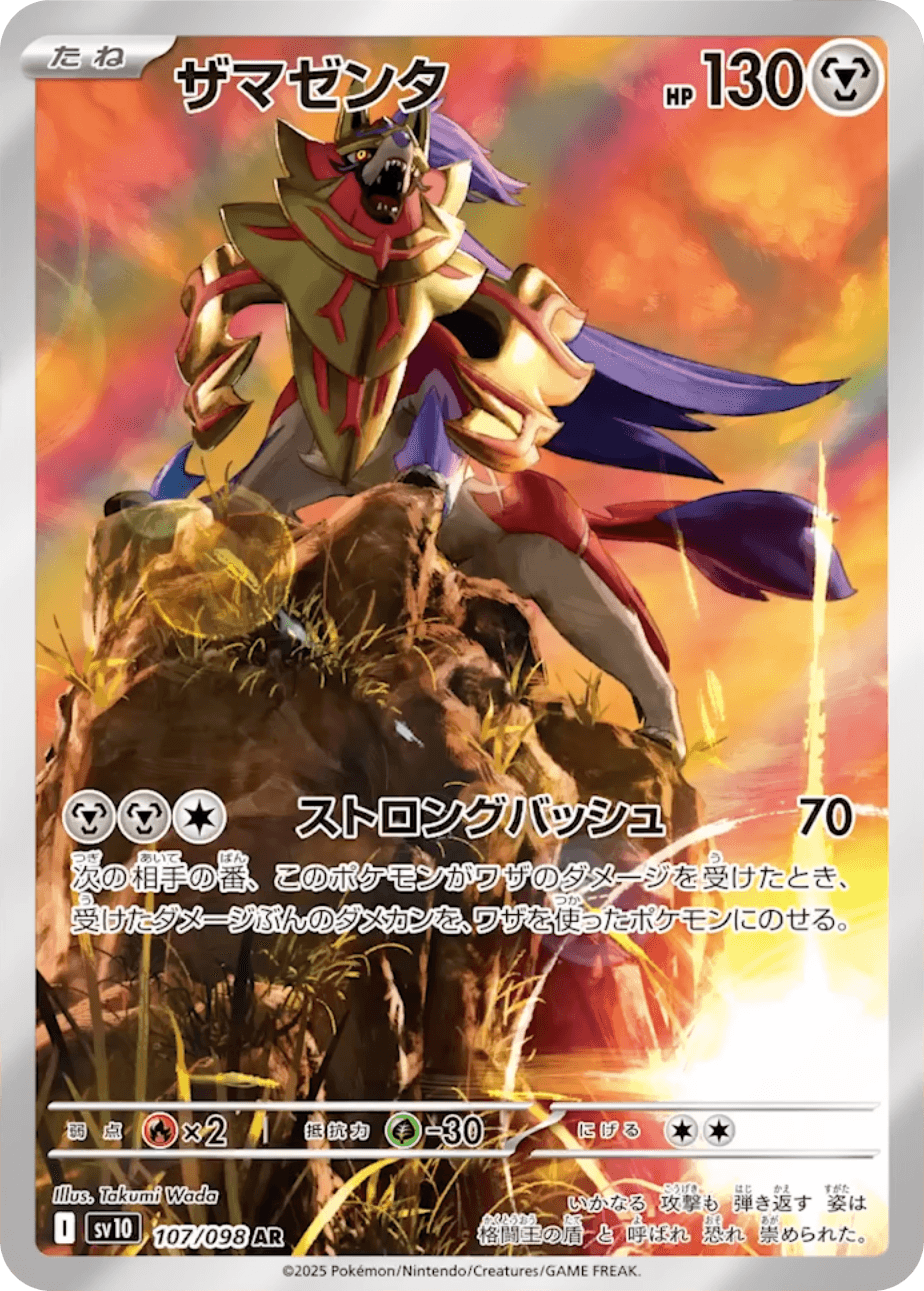 たね
ザマゼンタ
HP 130
ストロングバッシュ 70
次の相手の番、このポケモンがワザのダメージを受けたとき、
受けたダメージぶんのダメカンを、ワザを使ったポケモンにのせる。
弱点 ×2 抵抗力 -30 にげる
Illus. Takumi Wada
I SV10 107/098 AR
いかなる 攻撃も 弾き返す 姿は
格闘王の盾 と 呼ばれ 恐れ 崇められた。
©2025 Pokémon/Nintendo/Creatures/GAME FREAK.